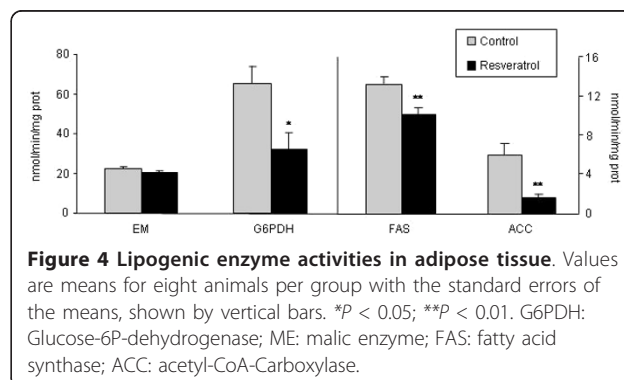 80
60
40
20
0
nmol/min/mg prot
Control
Resveratrol
16
12
8
4
0
nmol/min/mg prot
*
**
**
EM
G6PDH
FAS
ACC
Figure 4 Lipogenic enzyme activities in adipose tissue. Values
are means for eight animals per group with the standard errors of
the means, shown by vertical bars. *P < 0.05; **P < 0.01. G6PDH:
Glucose-6P-dehydrogenase; ME: malic enzyme; FAS: fatty acid
synthase; ACC: acetyl-CoA-Carboxylase.